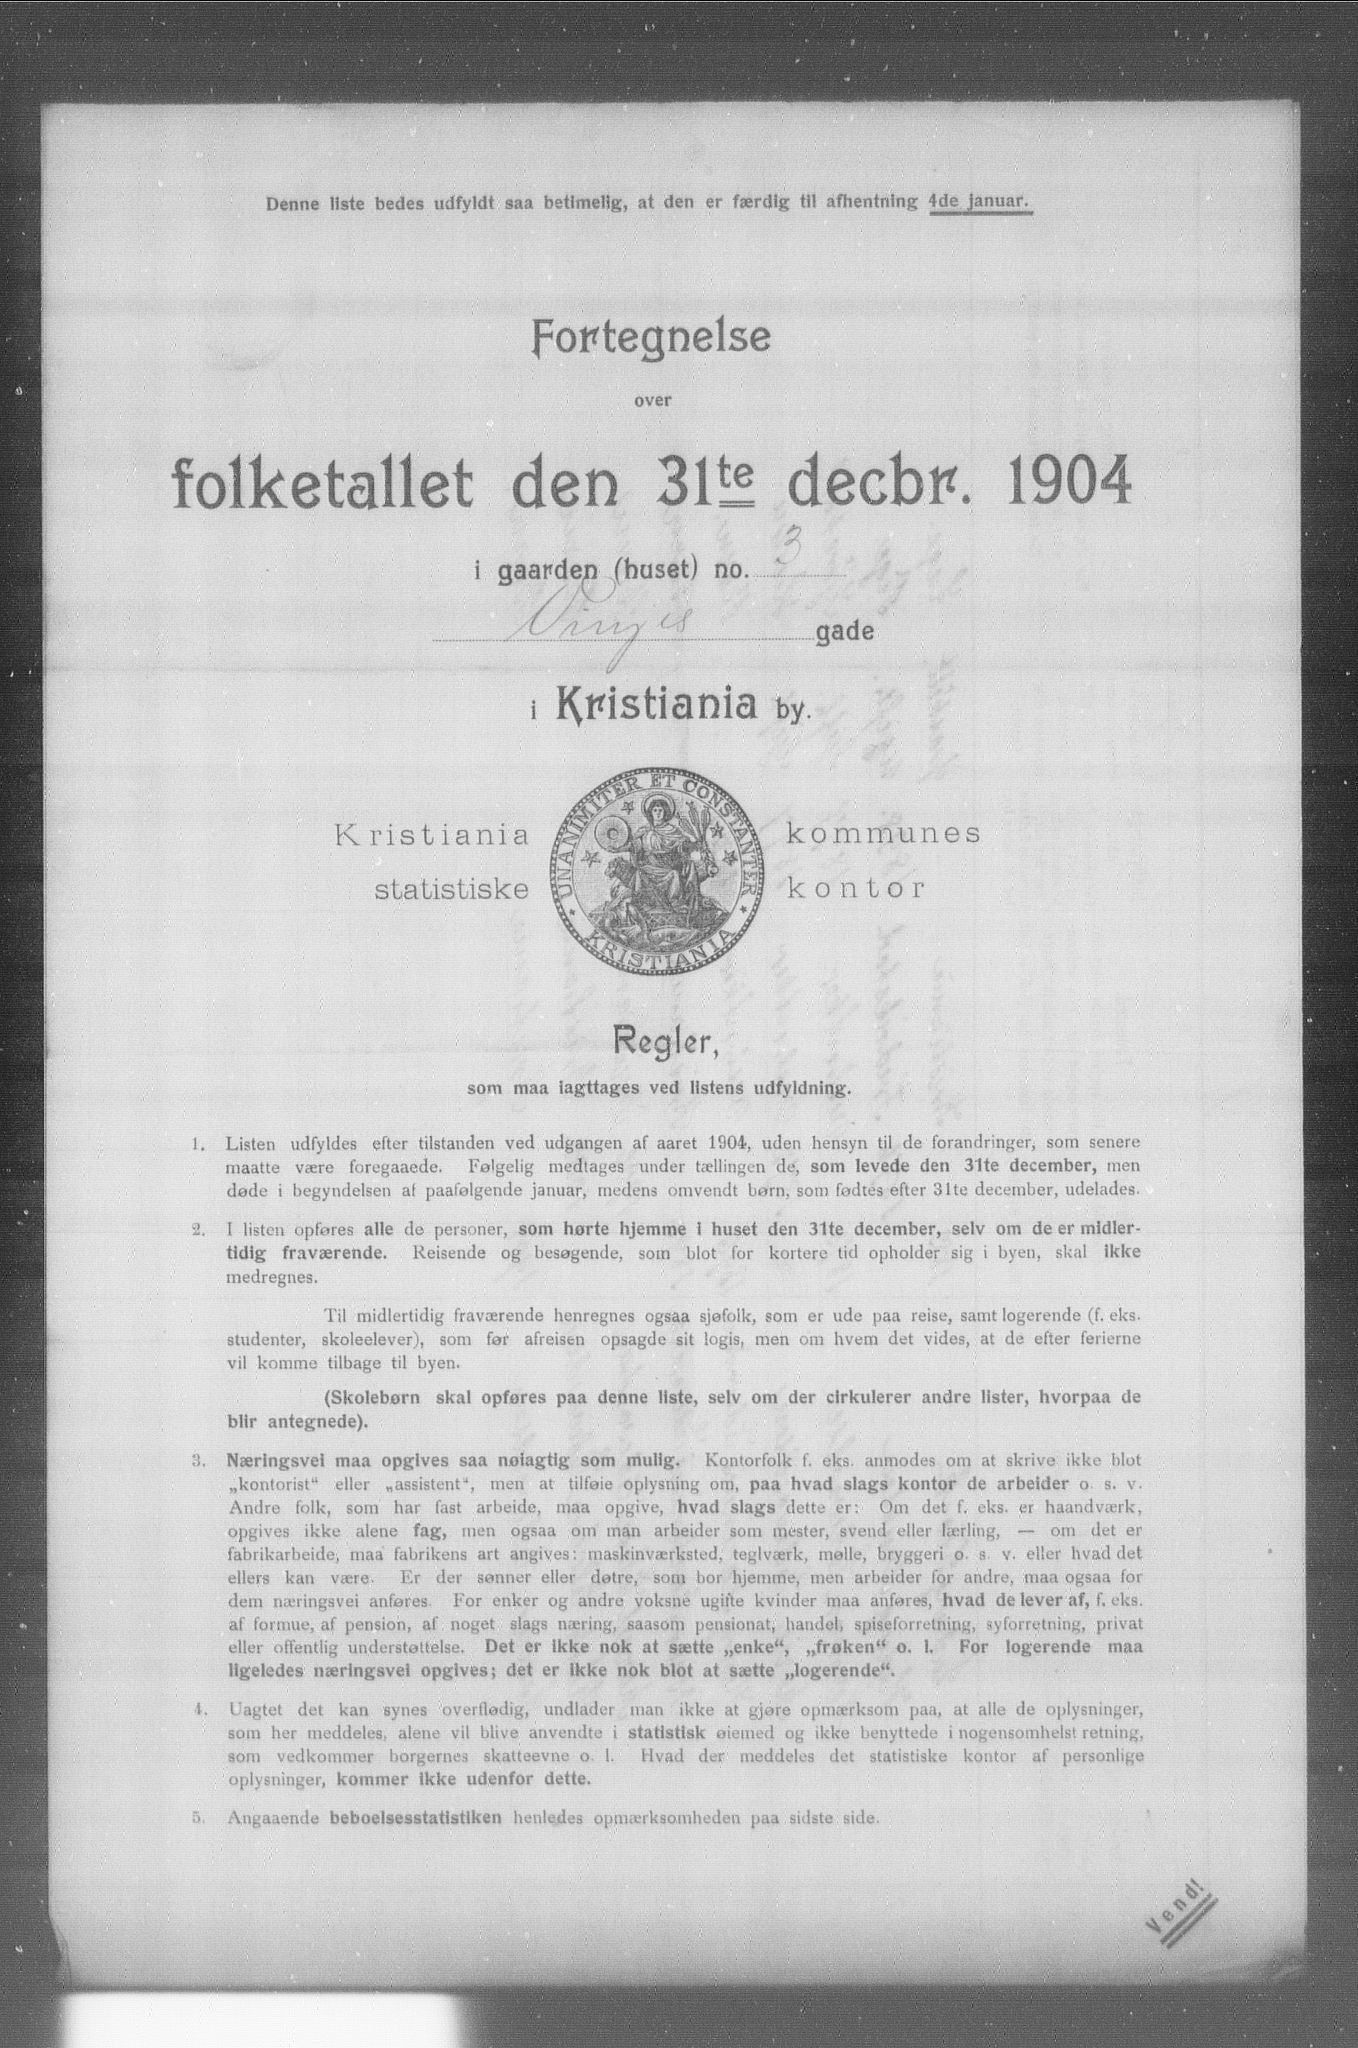 Denne liste bedes udfyldt saa betimelig, at den er færdig til afhentning 4de januar.
Fortegnelse
over
folketallet den 31te decbr. 1904
i gaarden (huset) no. 3
Vinjes gade
i Kristiania by.
UNANIMITER ET CONSTANTER
KRISTIANIA
Kristiania kommunes
statistiske kontor
Regler,
som maa iagttages ved listens udfyldning.
1. Listen udfyldes efter tilstanden ved udgangen af aaret 1904, uden hensyn til de forandringer, som senere
maatte være foregaaede. Følgelig medtages under tællingen de, som levede den 31te december, men
døde i begyndelsen af paafølgende januar, medens omvendt børn, som fødtes efter 31te december, udelades.
2. I listen opføres alle de personer, som hørte hjemme i huset den 31te december, selv om de er midler-
tidig fraværende. Reisende og besøgende, som blot for kortere tid opholder sig i byen, skal ikke
medregnes.
Til midlertidig fraværende henregnes ogsaa sjøfolk, som er ude paa reise, samt logerende (f. eks.
studenter, skoleelever), som før afreisen opsagde sit logis, men om hvem det vides, at de efter ferierne
vil komme tilbage til byen.
(Skolebørn skal opføres paa denne liste, selv om der cirkulerer andre lister, hvorpaa de
blir antegnede).
3. Næringsvei maa opgives saa nøiagtig som mulig. Kontorfolk f. eks. anmodes om at skrive ikke blot
„kontorist“ eller „assistent“, men at tilføie oplysning om, paa hvad slags kontor de arbeider o. s. v.
Andre folk, som har fast arbeide, maa opgive, hvad slags dette er: Om det f. eks. er haandværk,
opgives ikke alene fag, men ogsaa om man arbeider som mester, svend eller lærling, — om det er
fabrikarbeide, maa fabrikens art angives: maskinværksted, teglværk, mølle, bryggeri o. s. v. eller hvad det
ellers kan være. Er der sønner eller døtre, som bor hjemme, men arbeider for andre, maa ogsaa for
dem næringsvei anføres. For enker og andre voksne ugifte kvinder maa anføres, hvad de lever af, f. eks.
af formue, af pension, af noget slags næring, saasom pensionat, handel, spiseforretning, syforretning, privat
eller offentlig understøttelse. Det er ikke nok at sætte „enke“, „frøken“ o. l. For logerende maa
ligeledes næringsvei opgives; det er ikke nok blot at sætte „logerende“.
4. Uagtet det kan synes overflødig, undlader man ikke at gjøre opmærksom paa, at alle de oplysninger,
som her meddeles, alene vil blive anvendte i statistisk øiemed og ikke benyttede i nogensomhelst retning,
som vedkommer borgernes skatteevne o. l. Hvad der meddeles det statistiske kontor af personlige
oplysninger, kommer ikke udenfor dette.
5. Angaaende beboelsesstatistiken henledes opmærksomheden paa sidste side.
Vend!